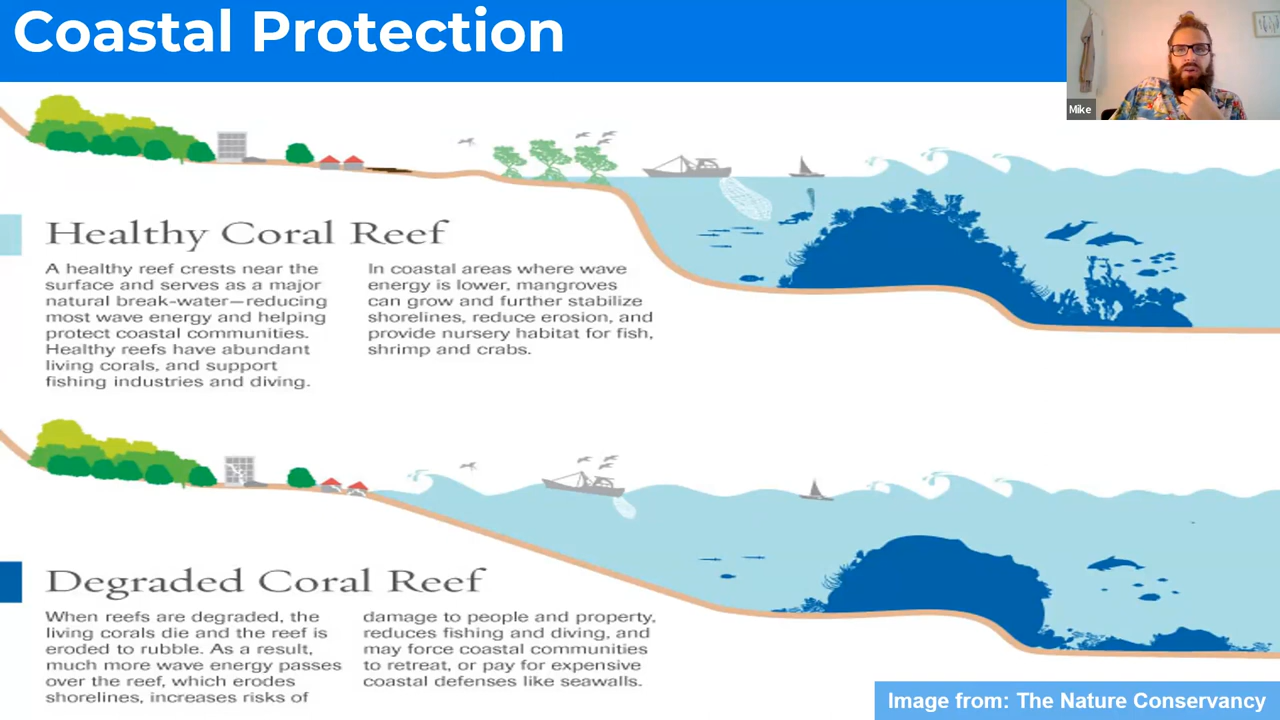 Coastal Protection
Mike
Healthy Coral Reef
A healthy reef crests near the
surface and serves as a major
natural break-water—reducing
most wave energy and helping
protect coastal communities.
Healthy reefs have abundant
living corals, and support
fishing industries and diving.
In coastal areas where wave
energy is lower, mangroves
can grow and further stabilize
shorelines, reduce erosion, and
provide nursery habitat for fish,
shrimp and crabs.
Degraded Coral Reef
When reefs are degraded, the
living corals die and the reef is
eroded to rubble. As a result,
much more wave energy passes
over the reef, which erodes
shorelines, increases risks of
damage to people and property,
reduces fishing and diving, and
may force coastal communities
to retreat, or pay for expensive
coastal defenses like seawalls.
Image from: The Nature Conservancy